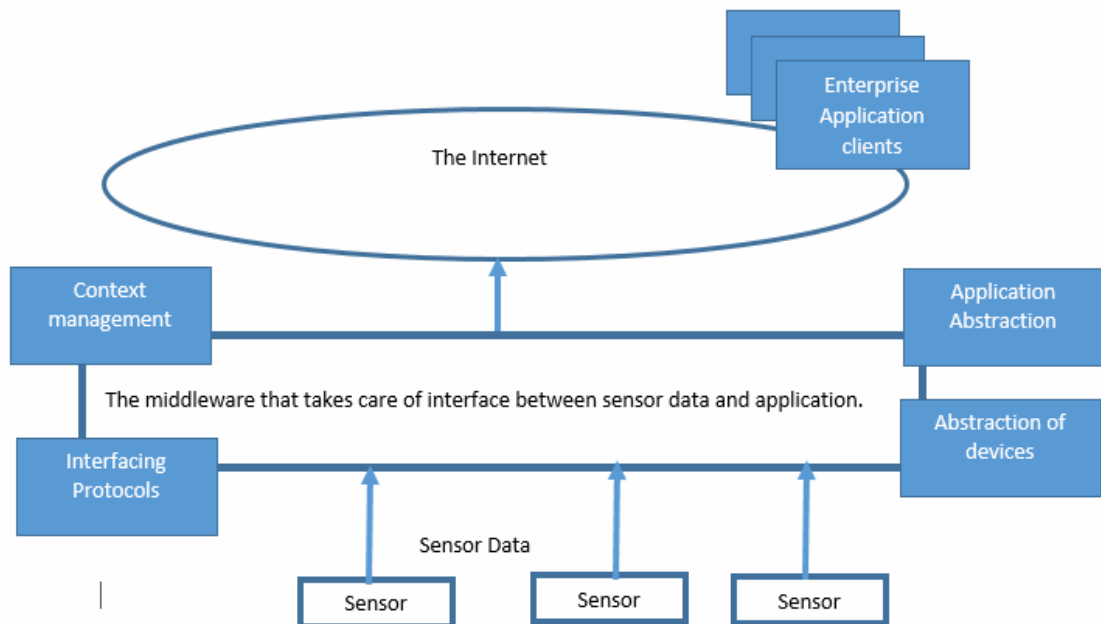 Enterprise
Application
clients
The Internet
Context
management
Application
Abstraction
The middleware that takes care of interface between sensor data and application.
Interfacing
Protocols
Abstraction of
devices
Sensor Data
Sensor
Sensor
Sensor